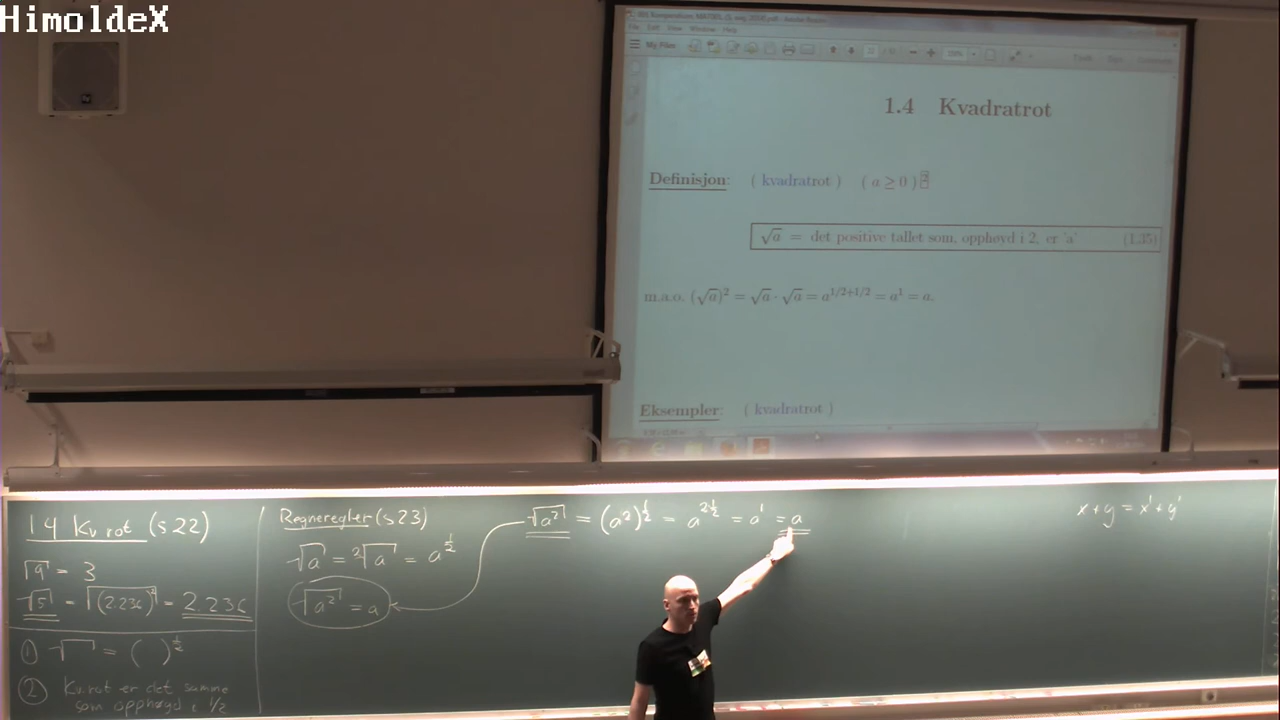 HimoldeX
My Files
1.4 Kvadratrot
Definisjon: ( kvadratrot ) ( a ≥ 0 )
√a = det positive tallet som, opphøyd i 2, er 'a' (1.35)
m.a.o. (√a)² = √a · √a = a^{1/2+1/2} = a¹ = a.
Eksempler: ( kvadratrot )
1.4 Kv.rot (s 22)
√9 = 3
√5 = √(2.236)² = 2.236
① √ = ( )^{1/2}
② Kv.rot er det samme
som opphøyd i 1/2
Regneregler (s 23)
√a = ²√a = a^{1/2}
√a² = a
√a² = (a²)^{1/2} = a^{2·1/2} = a¹ = a
x+y = x¹+y¹